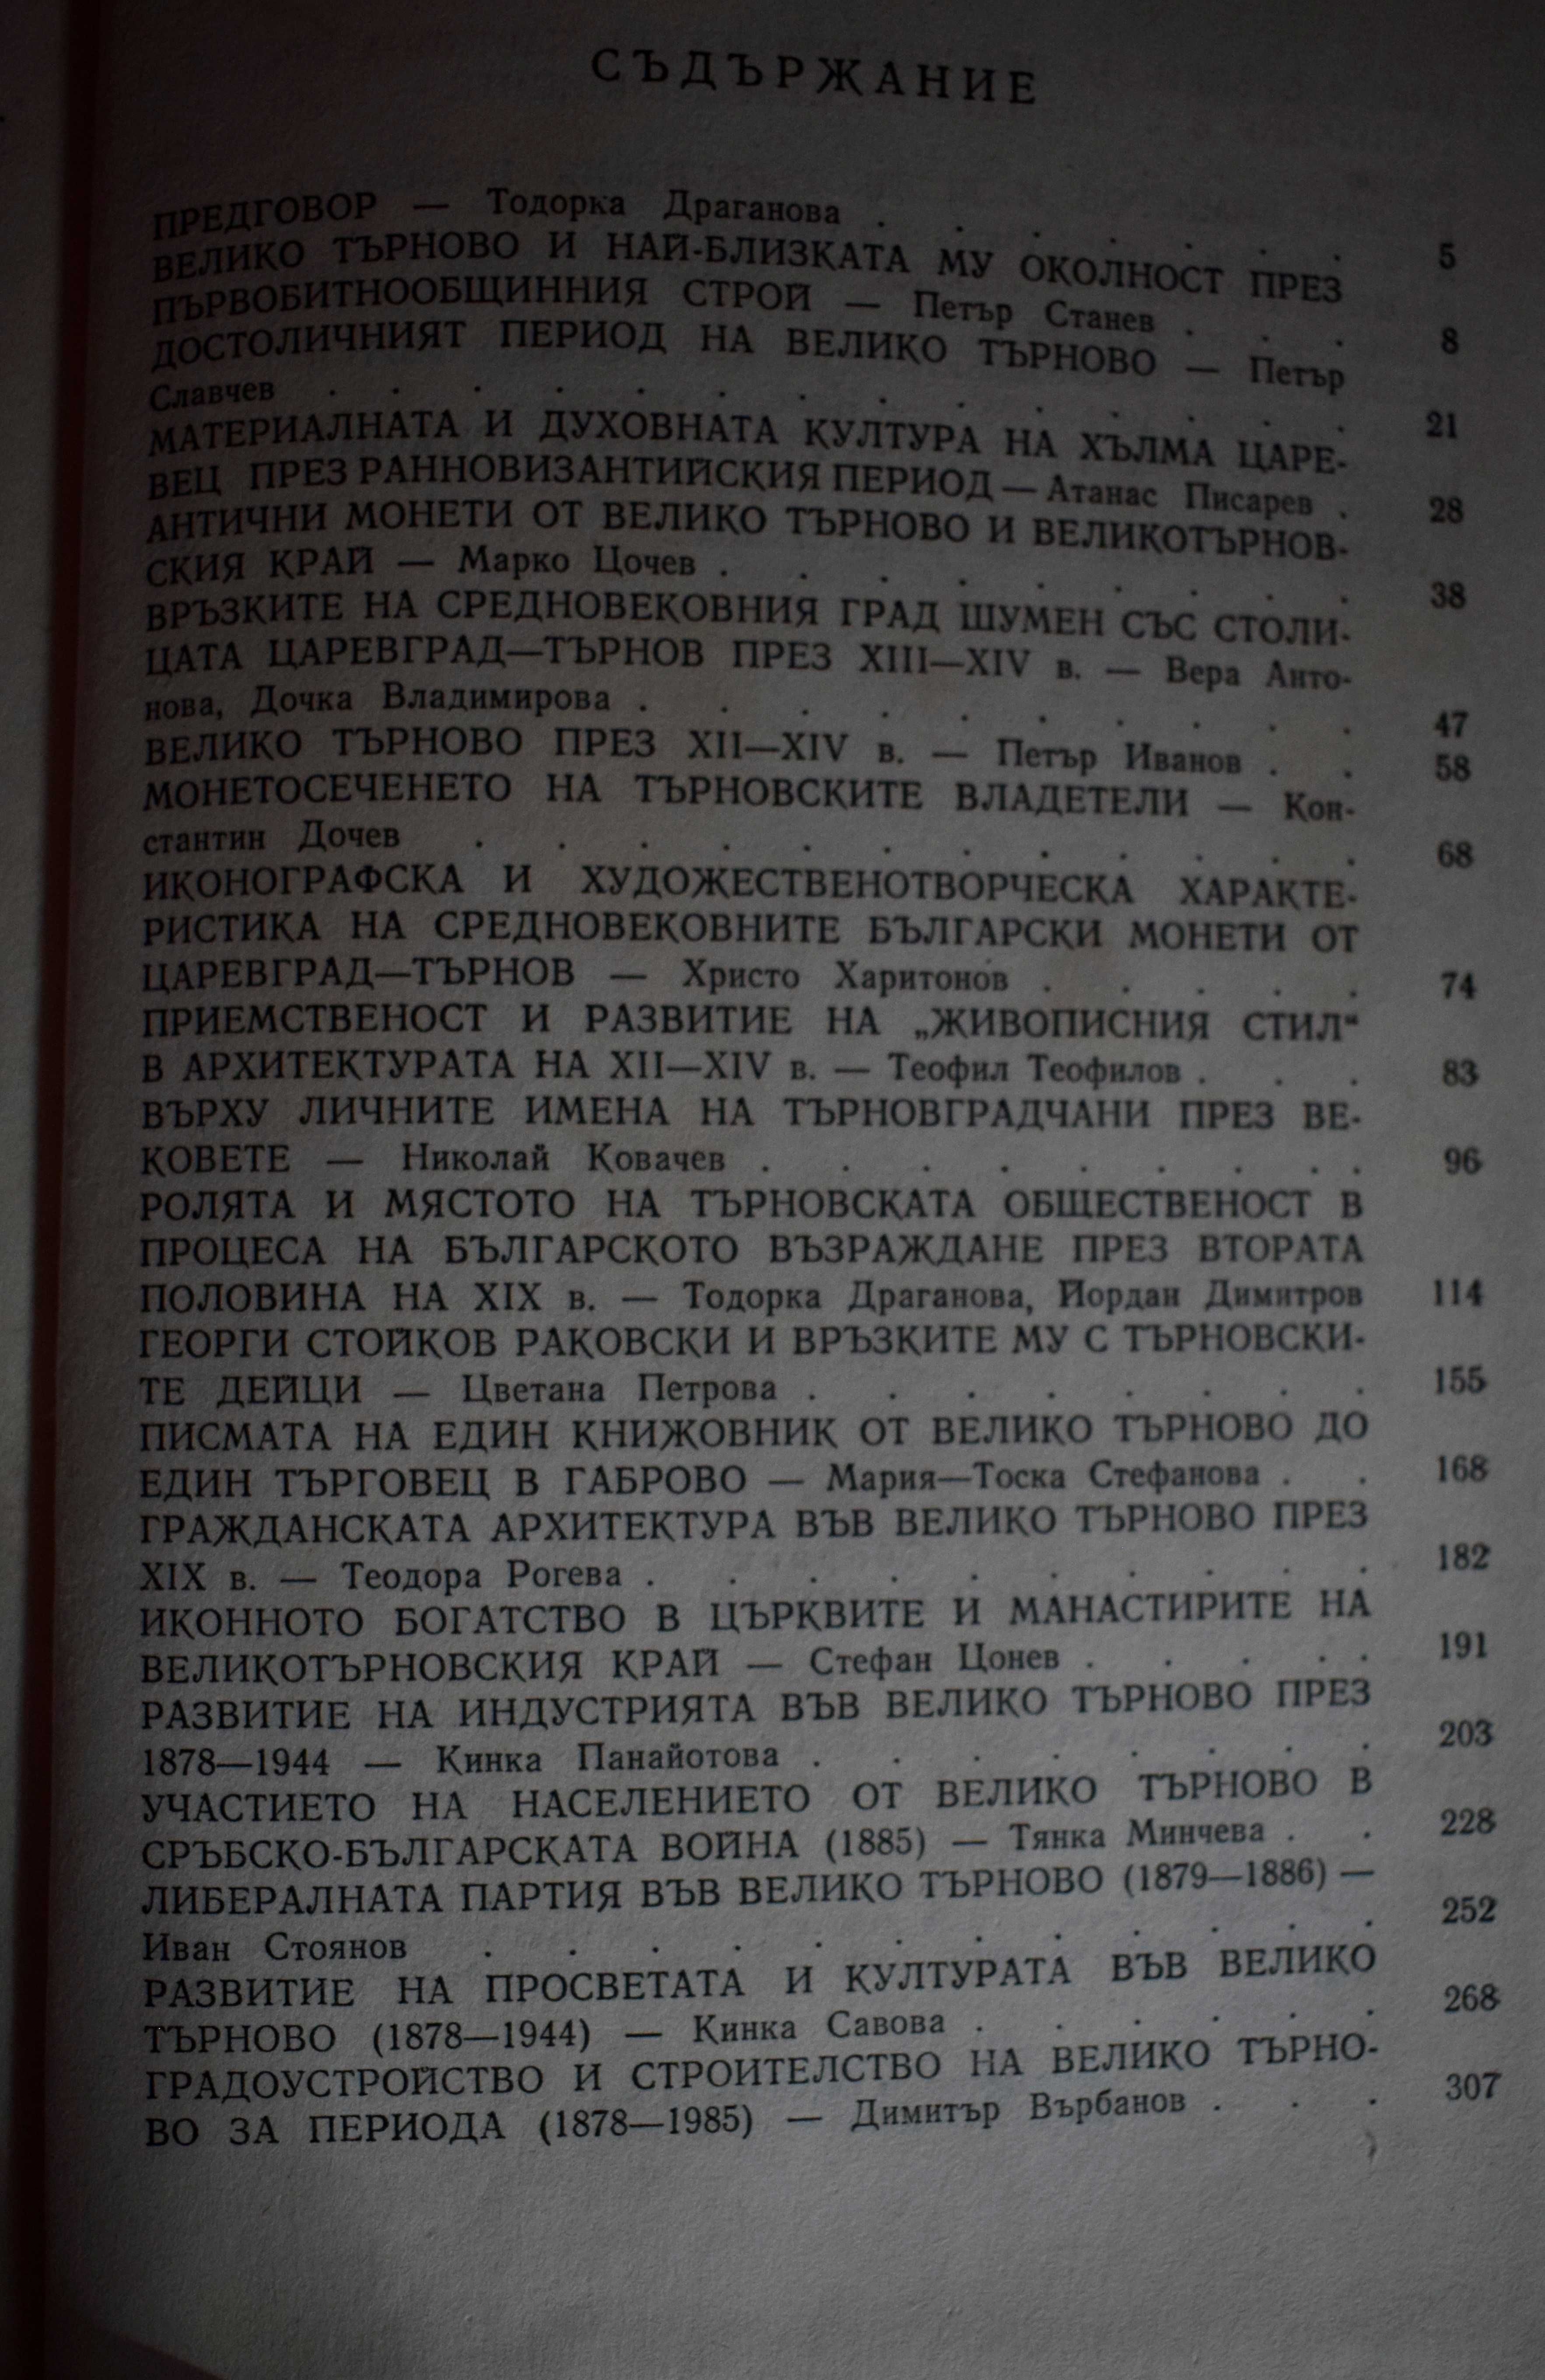 СЪДЪРЖАНИЕ
ПРЕДГОВОР — Тодорка Драганова . . . . . . . 5
ВЕЛИКО ТЪРНОВО И НАЙ-БЛИЗКАТА МУ ОКОЛНОСТ ПРЕЗ
ПЪРВОБИТНООБЩИННИЯ СТРОЙ — Петър Станев . . . 8
ДОСТОЛИЧНИЯТ ПЕРИОД НА ВЕЛИКО ТЪРНОВО — Петър
Славчев . . . . . . . . . . . . . . 21
МАТЕРИАЛНАТА И ДУХОВНАТА КУЛТУРА НА ХЪЛМА ЦАРЕ-
ВЕЦ ПРЕЗ РАННОВИЗАНТИЙСКИЯ ПЕРИОД — Атанас Писарев . 28
АНТИЧНИ МОНЕТИ ОТ ВЕЛИКО ТЪРНОВО И ВЕЛИКОТЪРНОВ-
СКИЯ КРАЙ — Марко Цочев . . . . . . . . . 38
ВРЪЗКИТЕ НА СРЕДНОВЕКОВНИЯ ГРАД ШУМЕН СЪС СТОЛИ-
ЦАТА ЦАРЕВГРАД—ТЪРНОВ ПРЕЗ XIII—XIV в. — Вера Анто-
нова, Дочка Владимирова . . . . . . . . . . 47
ВЕЛИКО ТЪРНОВО ПРЕЗ XII—XIV в. — Петър Иванов . . 58
МОНЕТОСЕЧЕНЕТО НА ТЪРНОВСКИТЕ ВЛАДЕТЕЛИ — Кон-
стантин Дочев . . . . . . . . . . . . 68
ИКОНОГРАФСКА И ХУДОЖЕСТВЕНОТВОРЧЕСКА ХАРАКТЕ-
РИСТИКА НА СРЕДНОВЕКОВНИТЕ БЪЛГАРСКИ МОНЕТИ ОТ
ЦАРЕВГРАД—ТЪРНОВ — Христо Харитонов . . . . . 74
ПРИЕМСТВЕНОСТ И РАЗВИТИЕ НА „ЖИВОПИСНИЯ СТИЛ“
В АРХИТЕКТУРАТА НА XII—XIV в. — Теофил Теофилов . . . 83
ВЪРХУ ЛИЧНИТЕ ИМЕНА НА ТЪРНОВГРАДЧАНИ ПРЕЗ ВЕ-
КОВЕТЕ — Николай Ковачев . . . . . . . . . 96
РОЛЯТА И МЯСТОТО НА ТЪРНОВСКАТА ОБЩЕСТВЕНОСТ В
ПРОЦЕСА НА БЪЛГАРСКОТО ВЪЗРАЖДАНЕ ПРЕЗ ВТОРАТА
ПОЛОВИНА НА XIX в. — Тодорка Драганова, Йордан Димитров 114
ГЕОРГИ СТОЙКОВ РАКОВСКИ И ВРЪЗКИТЕ МУ С ТЪРНОВСКИ-
ТЕ ДЕЙЦИ — Цветана Петрова . . . . . . . . 155
ПИСМАТА НА ЕДИН КНИЖОВНИК ОТ ВЕЛИКО ТЪРНОВО ДО
ЕДИН ТЪРГОВЕЦ В ГАБРОВО — Мария—Тоска Стефанова . . 168
ГРАЖДАНСКАТА АРХИТЕКТУРА ВЪВ ВЕЛИКО ТЪРНОВО ПРЕЗ
XIX в. — Теодора Рогева . . . . . . . . . . 182
ИКОННОТО БОГАТСТВО В ЦЪРКВИТЕ И МАНАСТИРИТЕ НА
ВЕЛИКОТЪРНОВСКИЯ КРАЙ — Стефан Цонев . . . . . 191
РАЗВИТИЕ НА ИНДУСТРИЯТА ВЪВ ВЕЛИКО ТЪРНОВО ПРЕЗ
1878—1944 — Кинка Панайотова . . . . . . . . 203
УЧАСТИЕТО НА НАСЕЛЕНИЕТО ОТ ВЕЛИКО ТЪРНОВО В
СРЪБСКО-БЪЛГАРСКАТА ВОЙНА (1885) — Тянка Минчева . . 228
ЛИБЕРАЛНАТА ПАРТИЯ ВЪВ ВЕЛИКО ТЪРНОВО (1879—1886) —
Иван Стоянов . . . . . . . . . . . . 252
РАЗВИТИЕ НА ПРОСВЕТАТА И КУЛТУРАТА ВЪВ ВЕЛИКО
ТЪРНОВО (1878—1944) — Кинка Савова . . . . . . 268
ГРАДОУСТРОЙСТВО И СТРОИТЕЛСТВО НА ВЕЛИКО ТЪРНО-
ВО ЗА ПЕРИОДА (1878—1985) — Димитър Върбанов . . . 307